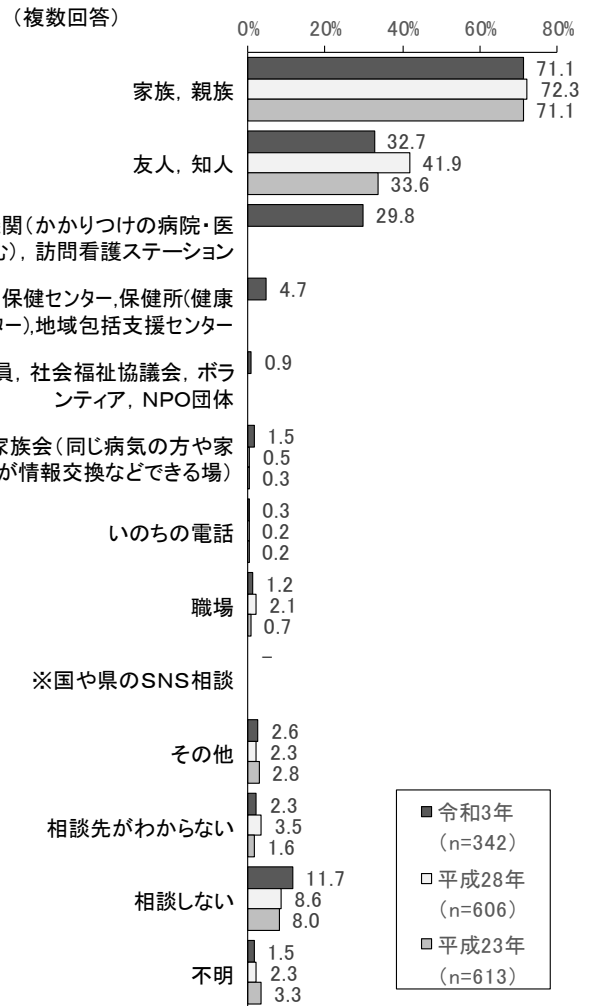 （複数回答）
0%
20%
40%
60%
80%
家族，親族
71.1
72.3
71.1
友人，知人
32.7
41.9
33.6
関（かかりつけの病院・医
む），訪問看護ステーション
29.8
保健センター,保健所(健康
ター),地域包括支援センター
4.7
員，社会福祉協議会，ボラ
ンティア，NPO団体
0.9
家族会（同じ病気の方や家
が情報交換などできる場）
1.5
0.5
0.3
いのちの電話
0.3
0.2
0.2
職場
1.2
2.1
0.7
※国や県のSNS相談
–
その他
2.6
2.3
2.8
相談先がわからない
2.3
3.5
1.6
相談しない
11.7
8.6
8.0
不明
1.5
2.3
3.3
令和3年
（n=342）
平成28年
（n=606）
平成23年
（n=613）